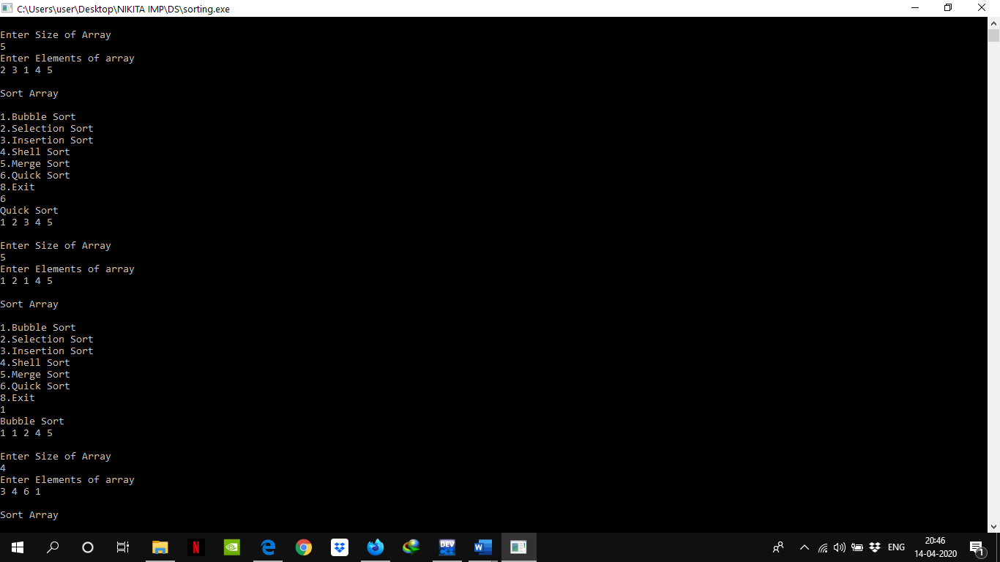 C:\Users\user\Desktop\NIKITA IMP\DS\sorting.exe
Enter Size of Array
5
Enter Elements of array
2 3 1 4 5
Sort Array
1.Bubble Sort
2.Selection Sort
3.Insertion Sort
4.Shell Sort
5.Merge Sort
6.Quick Sort
8.Exit
6
Quick Sort
1 2 3 4 5
Enter Size of Array
5
Enter Elements of array
1 2 1 4 5
Sort Array
1.Bubble Sort
2.Selection Sort
3.Insertion Sort
4.Shell Sort
5.Merge Sort
6.Quick Sort
8.Exit
1
Bubble Sort
1 1 2 4 5
Enter Size of Array
4
Enter Elements of array
3 4 6 1
Sort Array
N
DEV
W
ENG
20:46
14-04-2020
1